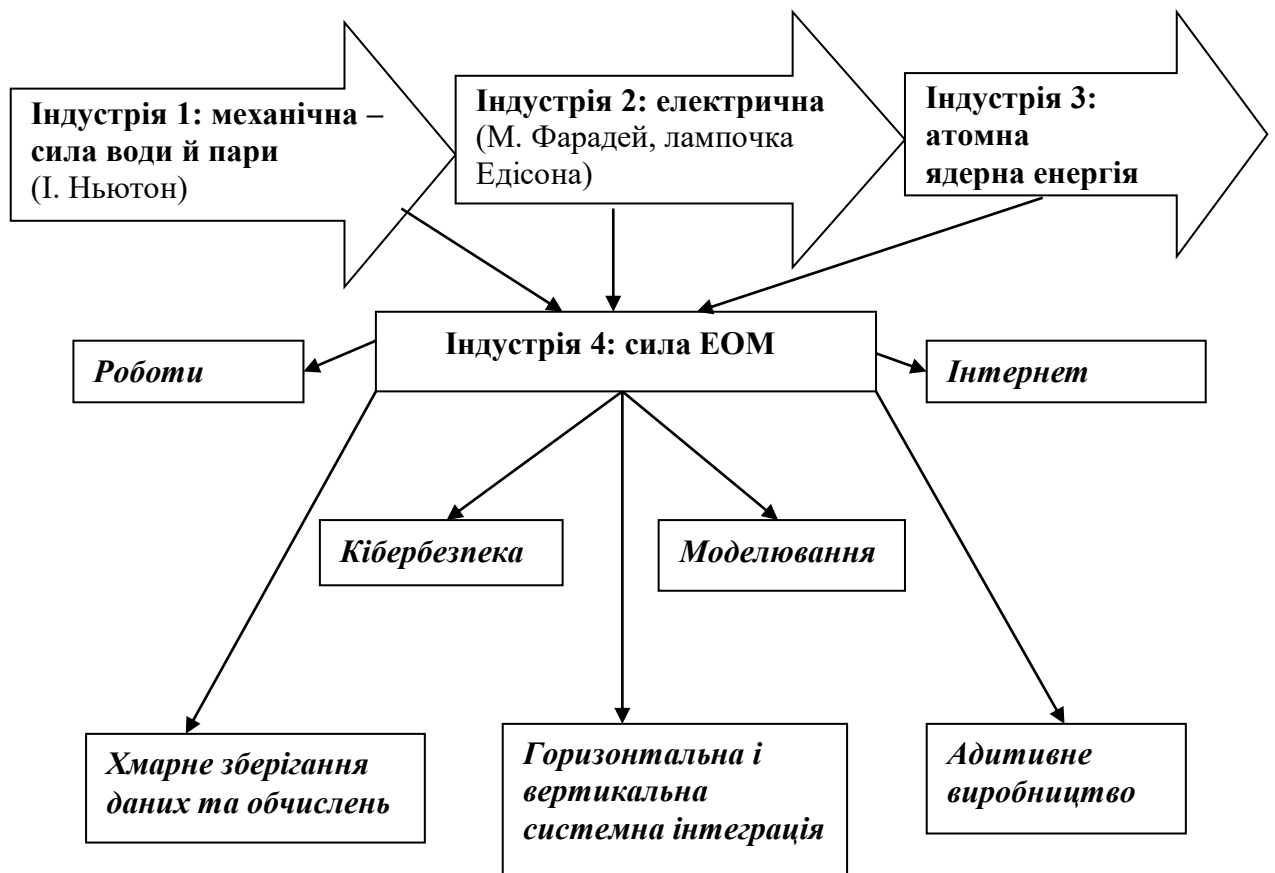 Індустрія 1: механічна –
сила води й пари
(І. Ньютон)
Індустрія 2: електрична
(М. Фарадей, лампочка
Едісона)
Індустрія 3:
атомна
ядерна енергія
Індустрія 4: сила ЕОМ
Роботи
Інтернет
Кібербезпека
Моделювання
Хмарне зберігання
даних та обчислень
Горизонтальна і
вертикальна
системна інтеграція
Адитивне
виробництво